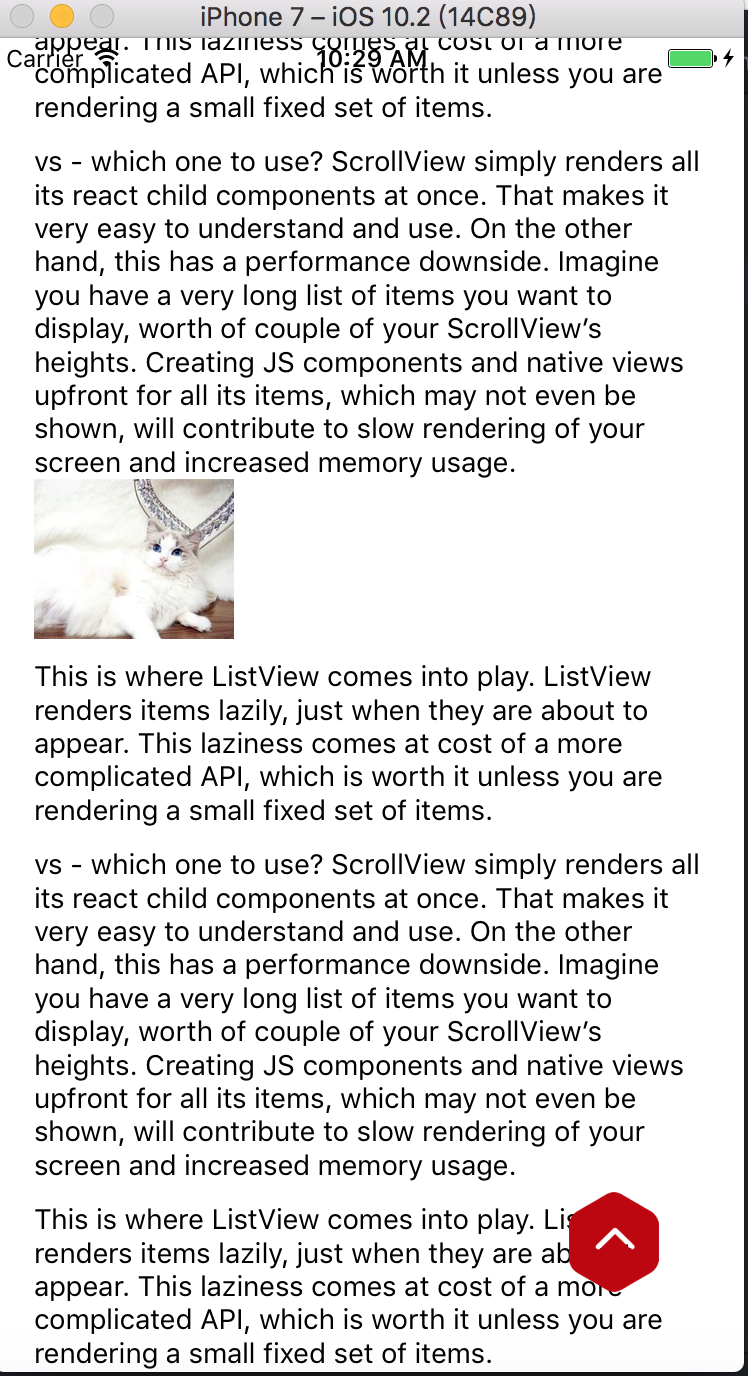 iPhone 7 – iOS 10.2 (14C89)
appear. This laziness comes at cost of a more
Carrier 10:29 AM
complicated API, which is worth it unless you are
rendering a small fixed set of items.
vs - which one to use? ScrollView simply renders all
its react child components at once. That makes it
very easy to understand and use. On the other
hand, this has a performance downside. Imagine
you have a very long list of items you want to
display, worth of couple of your ScrollView’s
heights. Creating JS components and native views
upfront for all its items, which may not even be
shown, will contribute to slow rendering of your
screen and increased memory usage.
This is where ListView comes into play. ListView
renders items lazily, just when they are about to
appear. This laziness comes at cost of a more
complicated API, which is worth it unless you are
rendering a small fixed set of items.
vs - which one to use? ScrollView simply renders all
its react child components at once. That makes it
very easy to understand and use. On the other
hand, this has a performance downside. Imagine
you have a very long list of items you want to
display, worth of couple of your ScrollView’s
heights. Creating JS components and native views
upfront for all its items, which may not even be
shown, will contribute to slow rendering of your
screen and increased memory usage.
This is where ListView comes into play.
renders items lazily, just when they are
appear. This laziness comes at cost of a more
complicated API, which is worth it unless you are
rendering a small fixed set of items.